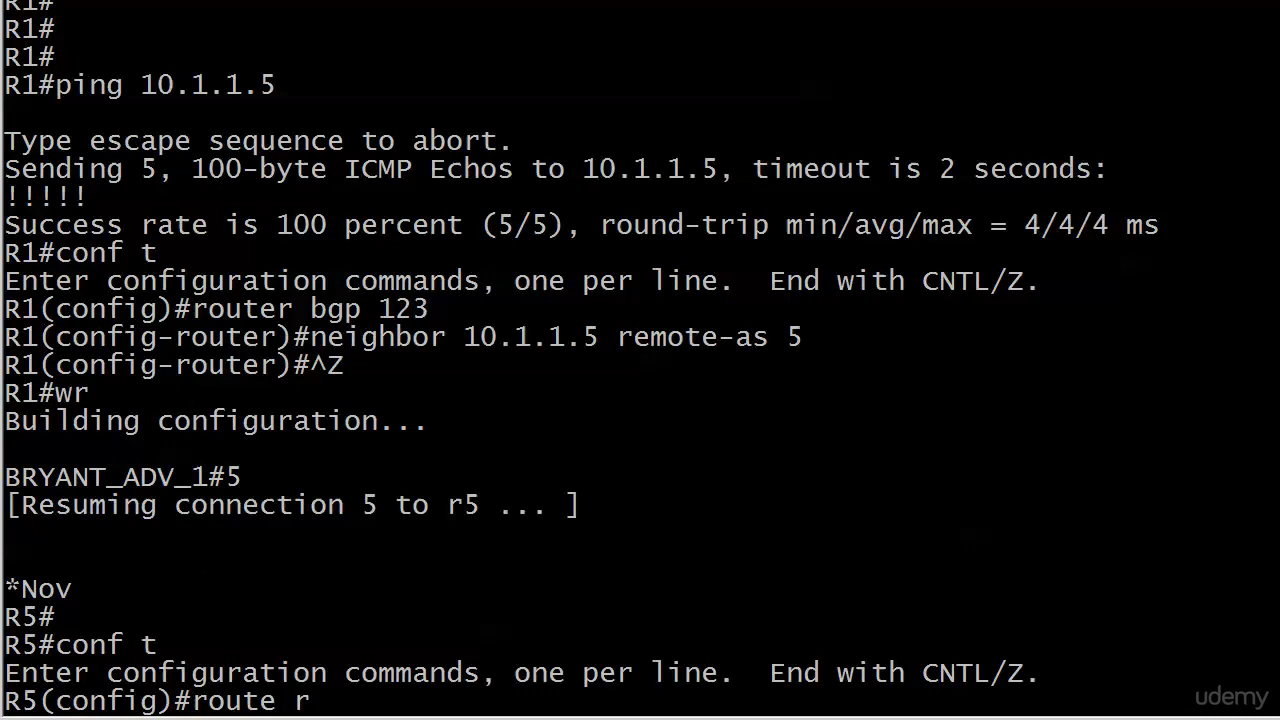 R1#
R1#
R1#
R1#ping 10.1.1.5
Type escape sequence to abort.
Sending 5, 100-byte ICMP Echos to 10.1.1.5, timeout is 2 seconds:
!!!!!
Success rate is 100 percent (5/5), round-trip min/avg/max = 4/4/4 ms
R1#conf t
Enter configuration commands, one per line.  End with CNTL/Z.
R1(config)#router bgp 123
R1(config-router)#neighbor 10.1.1.5 remote-as 5
R1(config-router)#^Z
R1#wr
Building configuration...
BRYANT_ADV_1#5
[Resuming connection 5 to r5 ... ]
*Nov
R5#
R5#conf t
Enter configuration commands, one per line.  End with CNTL/Z.
R5(config)#route r
udemy